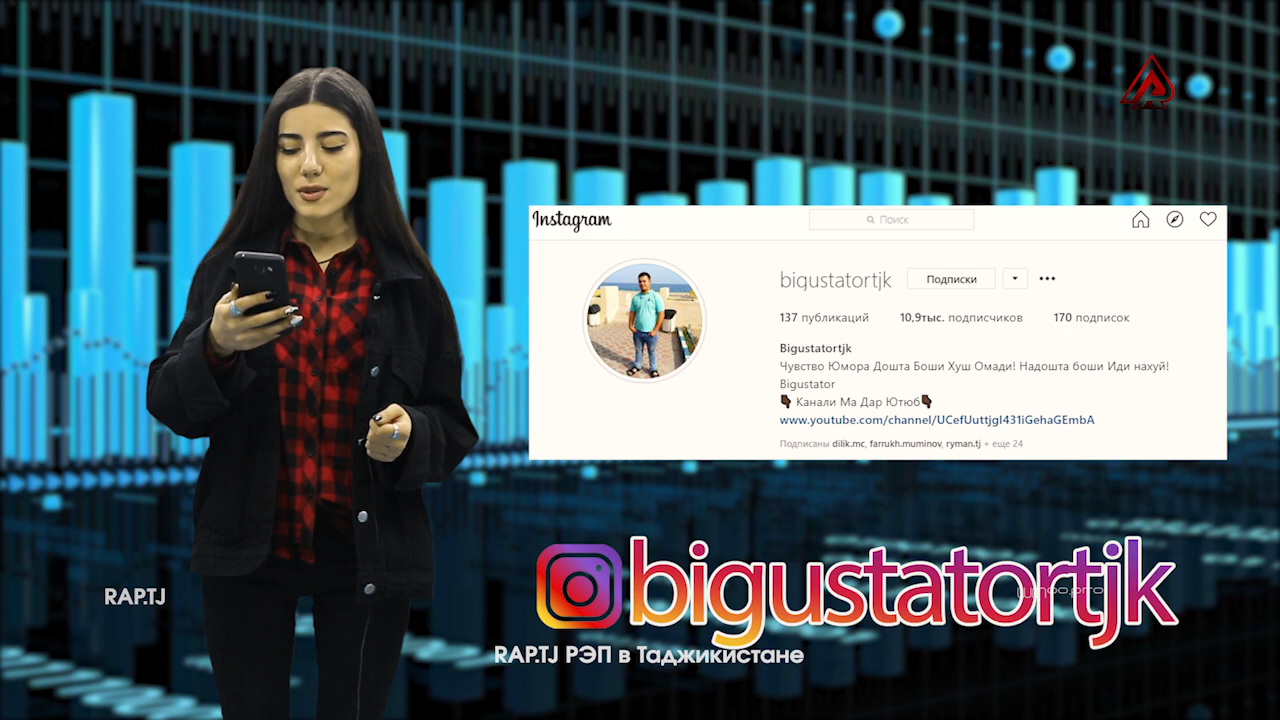 Instagram
Поиск
bigustatortjk
Подписки
137 публикаций 10,9тыс. подписчиков 170 подписок
Bigustatortjk
Чувство Юмора Дошта Боши Хуш Омади! Надошта боши Иди нахуй!
Bigustator
Канали Ма Дар Ютюб
www.youtube.com/channel/UCefUuttjgl431iGehaGEmbA
Подписаны dilik.mc, farrukh.muminov, ryman.tj + еще 24
bigustatortjk
RAP.TJ
RAP.TJ РЭП в Таджикистане